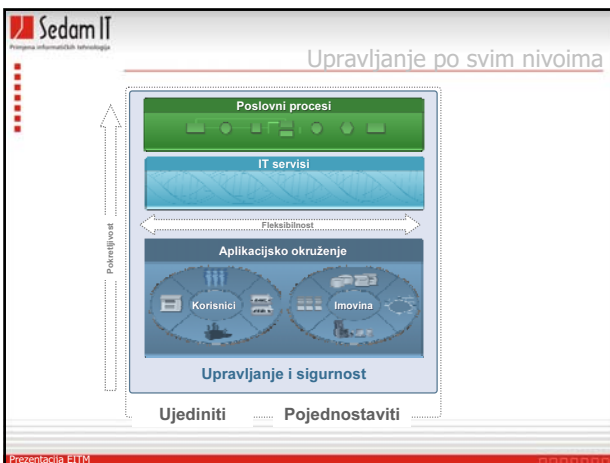 Sedam IT
Primjena informatičkih tehnologija
Upravljanje po svim nivoima
Poslovni procesi
IT servisi
Fleksibilnost
Pokretljivost
Aplikacijsko okruženje
Korisnici
Imovina
Upravljanje i sigurnost
Ujediniti
Pojednostaviti
Prezentacija EITM